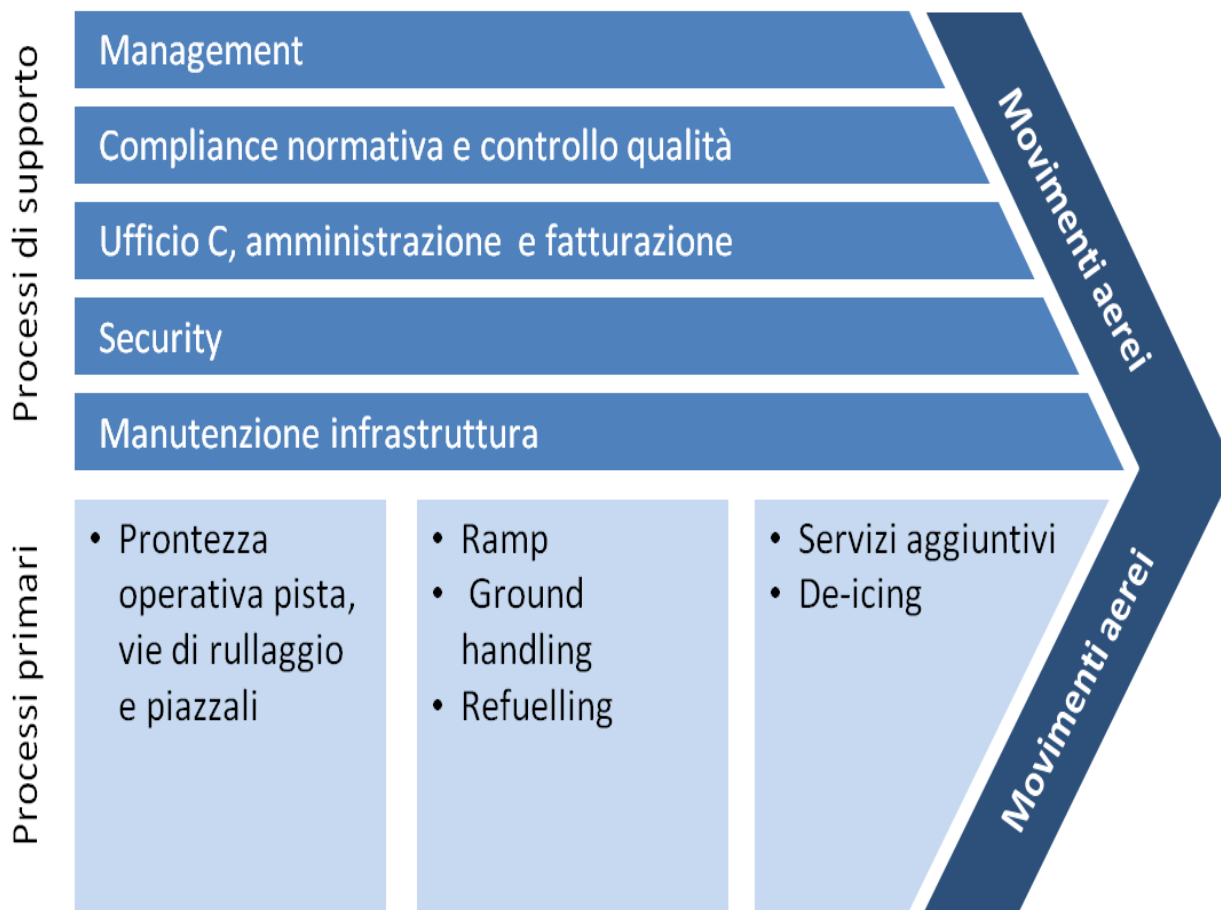 Processi di supporto
Management
Compliance normativa e controllo qualità
Ufficio C, amministrazione e fatturazione
Security
Manutenzione infrastruttura
Movimenti aerei
Processi primari
• Prontezza
operativa pista,
vie di rullaggio
e piazzali
• Ramp
• Ground
handling
• Refuelling
• Servizi aggiuntivi
• De-icing
Movimenti aerei